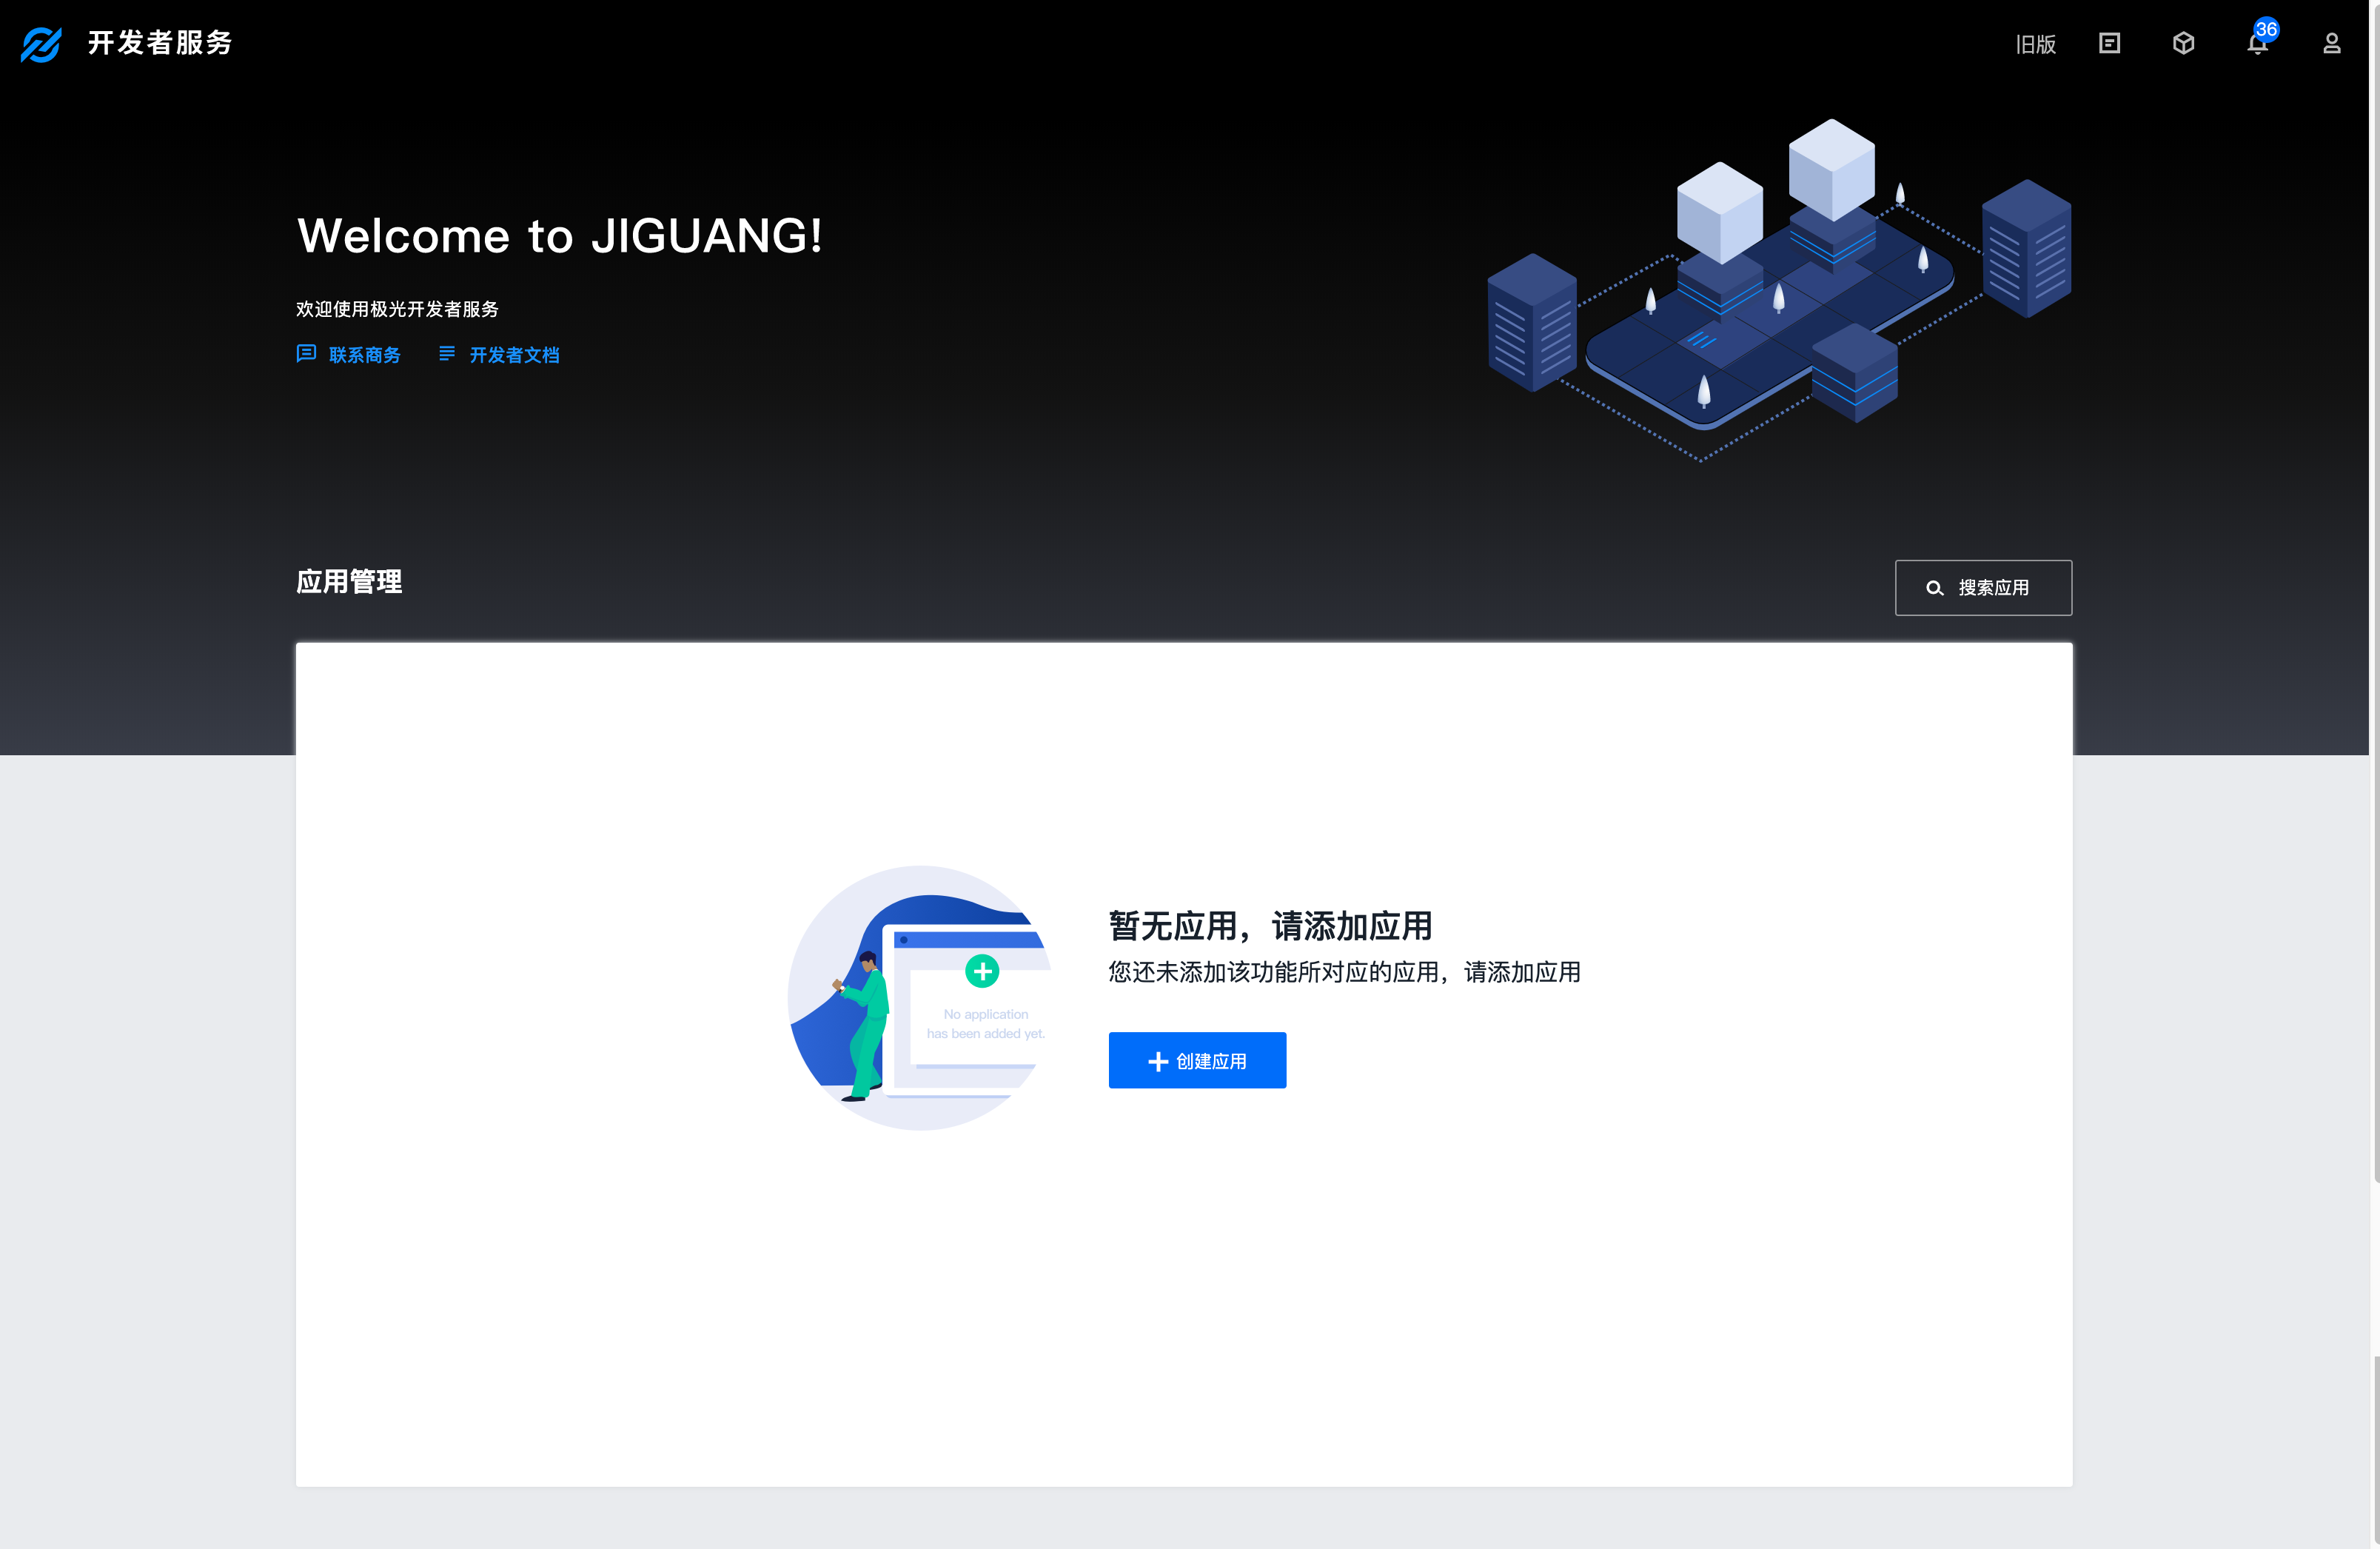 开发者服务
旧版
36
Welcome to JIGUANG!
欢迎使用极光开发者服务
联系商务
开发者文档
应用管理
搜索应用
暂无应用，请添加应用
您还未添加该功能所对应的应用，请添加应用
No application
has been added yet.
创建应用